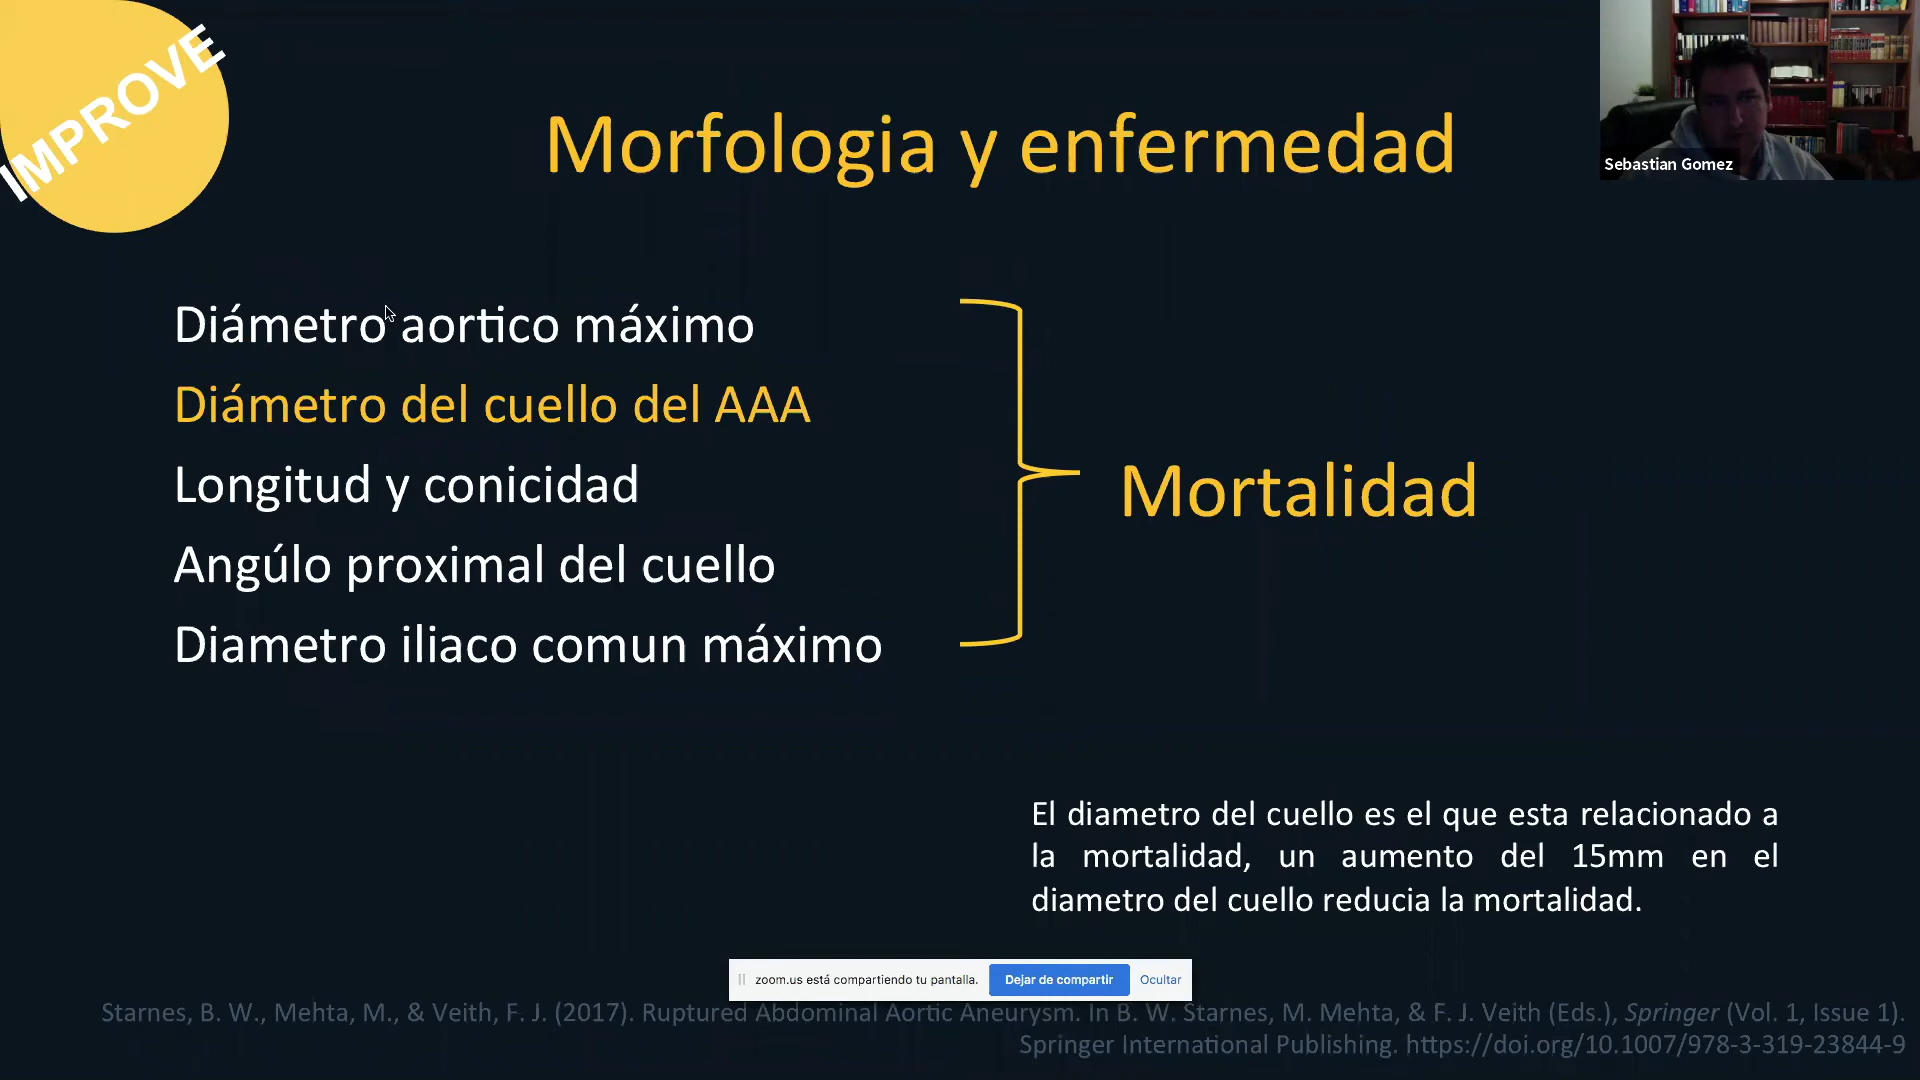 IMPROVE
Morfologia y enfermedad
Sebastian Gomez
Diámetro aortico máximo
Diámetro del cuello del AAA
Longitud y conicidad
Angúlo proximal del cuello
Diametro iliaco comun máximo
Mortalidad
El diametro del cuello es el que esta relacionado a
la mortalidad, un aumento del 15mm en el
diametro del cuello reducia la mortalidad.
zoom.us está compartiendo tu pantalla.
Dejar de compartir
Ocultar
Starnes, B. W., Mehta, M., & Veith, F. J. (2017). Ruptured Abdominal Aortic Aneurysm. In B. W. Starnes, M. Mehta, & F. J. Veith (Eds.), Springer (Vol. 1, Issue 1).
Springer International Publishing. https://doi.org/10.1007/978-3-319-23844-9